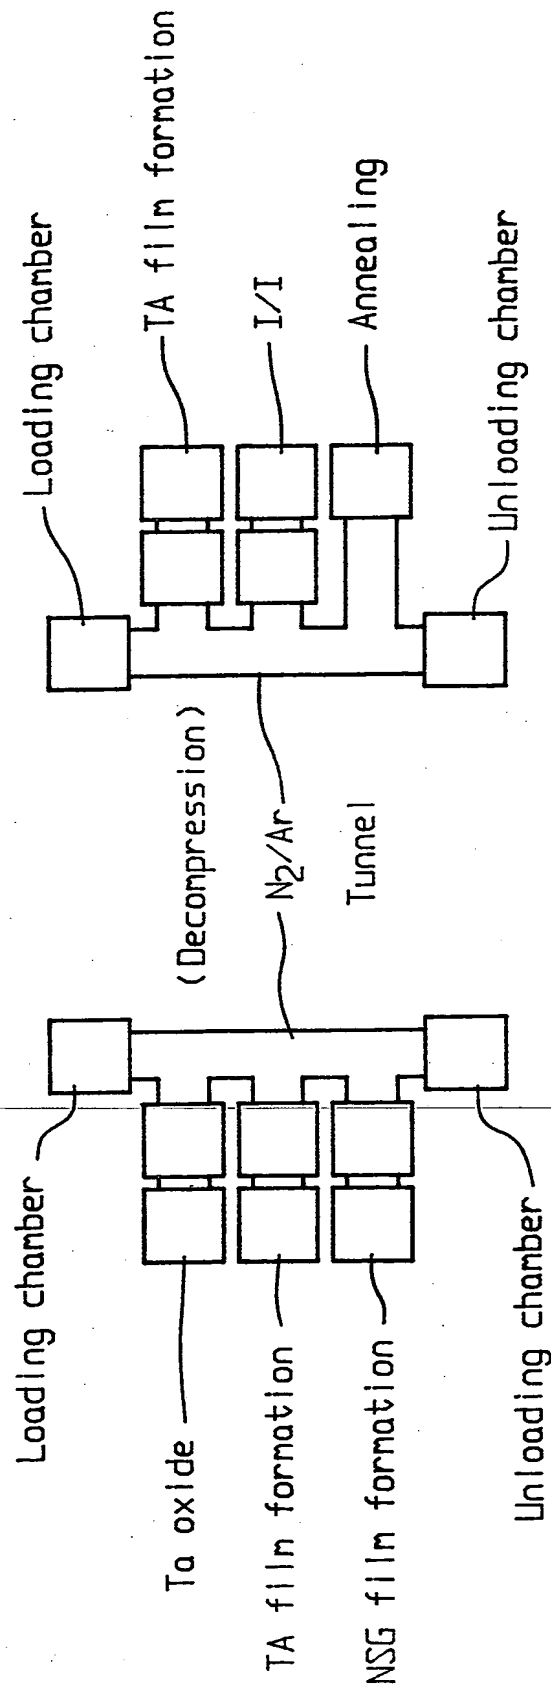 Loading chamber
Loading chamber
Ta oxide
(Decompression)
TA film formation
TA film formation
N₂/Ar
I/I
NSG film formation
Tunnel
Annealing
Unloading chamber
Unloading chamber